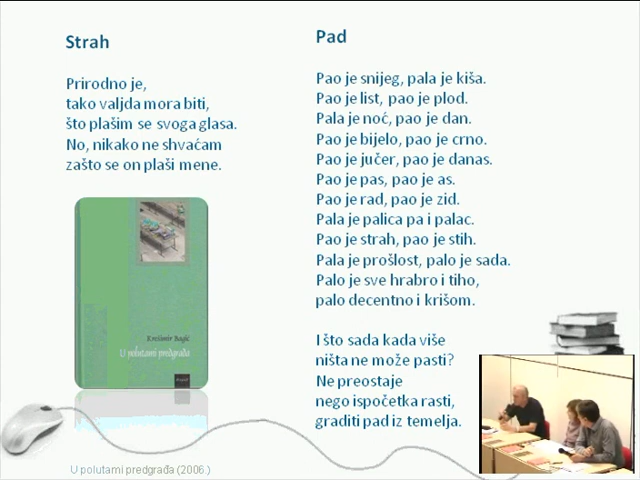 Strah
Prirodno je,
tako valjda mora biti,
što plašim se svoga glasa.
No, nikako ne shvaćam
zašto se on plaši mene.
Krešimir Bagić
U polutami predgrađa
U polutami predgrađa (2006.)
Pad
Pao je snijeg, pala je kiša.
Pao je list, pao je plod.
Pala je noć, pao je dan.
Pao je bijelo, pao je crno.
Pao je jučer, pao je danas.
Pao je pas, pao je as.
Pao je rad, pao je zid.
Pala je palica pa i palac.
Pao je strah, pao je stih.
Pala je prošlost, palo je sada.
Palo je sve hrabro i tiho,
palo decentno i krišom.
I što sada kada više
ništa ne može pasti?
Ne preostaje
nego ispočetka rasti,
graditi pad iz temelja.